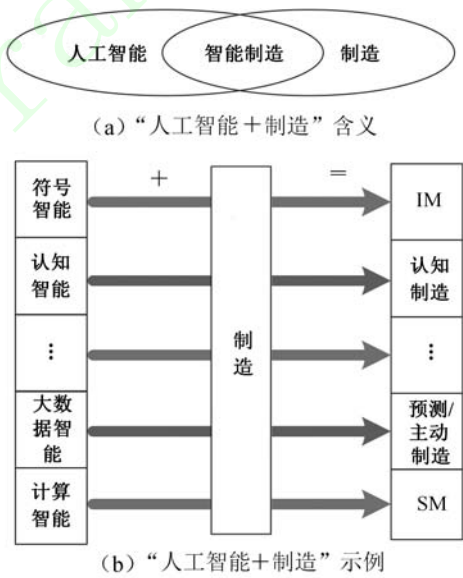 人工智能 智能制造 制造
(a)“人工智能＋制造”含义
符号
智能
+
=
IM
认知
智能
认知
制造
⋮
制
造
⋮
大数
据智
能
预测/
主动
制造
计算
智能
SM
(b)“人工智能＋制造”示例